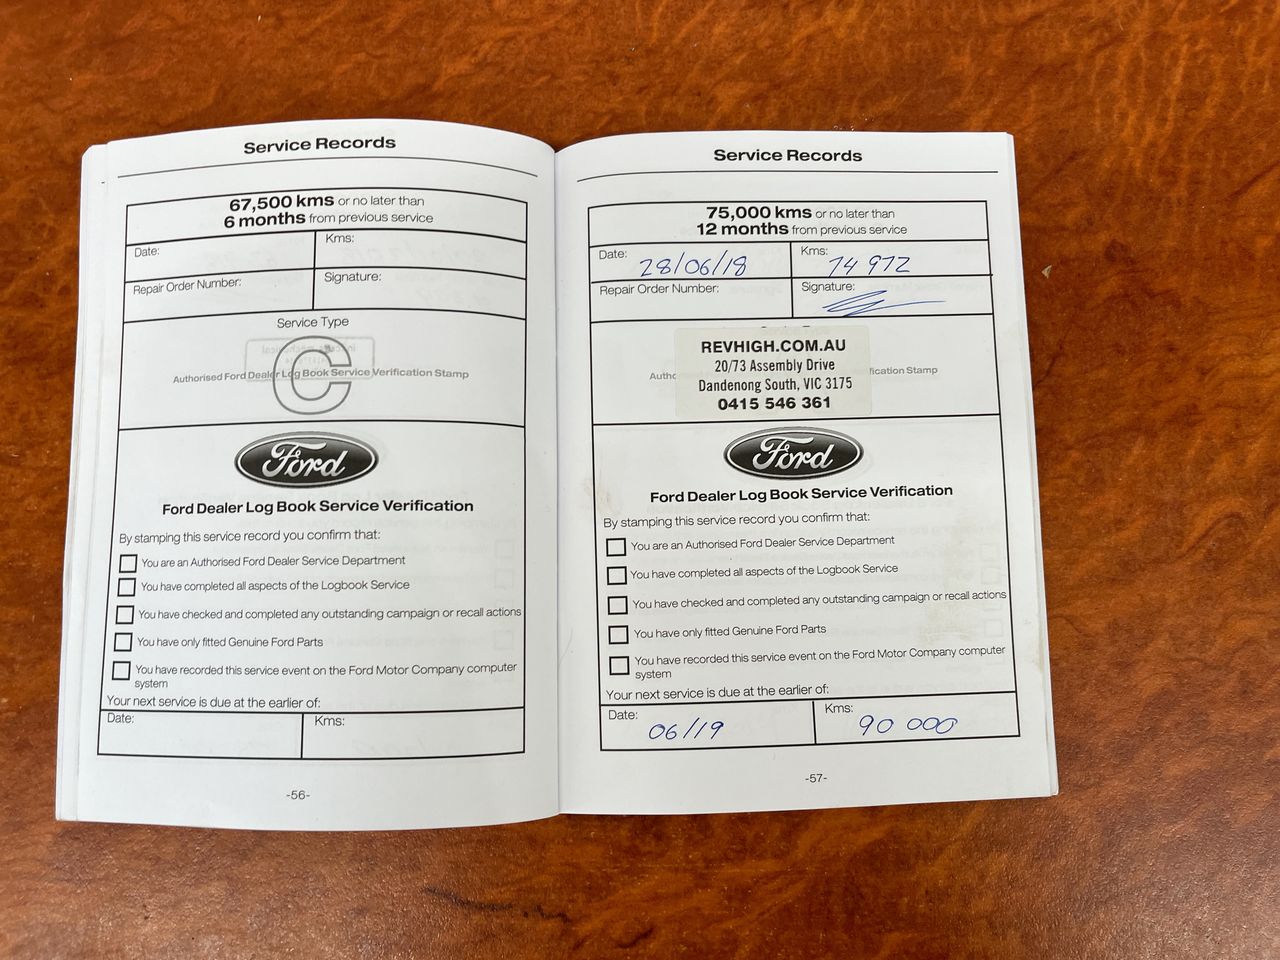 Service Records
67,500 kms or no later than
6 months from previous service
Date:
Kms:
Repair Order Number:
Signature:
Service Type
C
Authorised Ford Dealer Log Book Service Verification Stamp
Ford
Ford Dealer Log Book Service Verification
By stamping this service record you confirm that:
You are an Authorised Ford Dealer Service Department
You have completed all aspects of the Logbook Service
You have checked and completed any outstanding campaign or recall actions
You have only fitted Genuine Ford Parts
You have recorded this service event on the Ford Motor Company computer
system
Your next service is due at the earlier of:
Date:
Kms:
-56-
Service Records
75,000 kms or no later than
12 months from previous service
Date: 28/06/18
Kms: 74 972
Repair Order Number:
Signature:
REVHIGH.COM.AU
20/73 Assembly Drive
Dandenong South, VIC 3175
0415 546 361
Stamp
Ford
Ford Dealer Log Book Service Verification
By stamping this service record you confirm that:
You are an Authorised Ford Dealer Service Department
You have completed all aspects of the Logbook Service
You have checked and completed any outstanding campaign or recall actions
You have only fitted Genuine Ford Parts
You have recorded this service event on the Ford Motor Company computer
system
Your next service is due at the earlier of:
Date: 06/19
Kms: 90 000
-57-